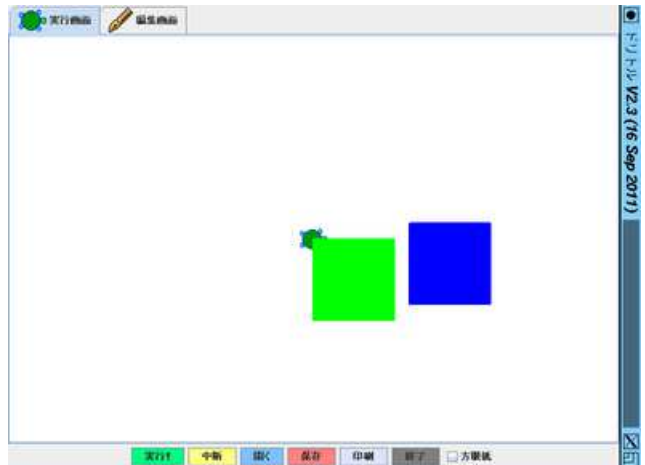 実行画面
編集画面
ドリトル V2.3 (16 Sep 2011)
実行!
中断
開く
保存
印刷
終了
方眼紙